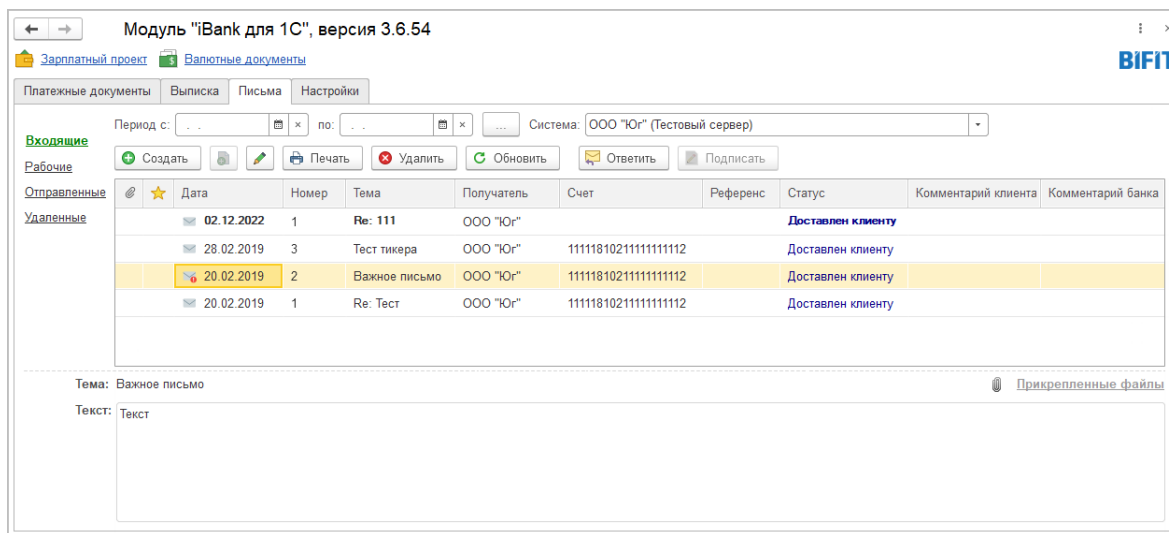 Модуль "iBank для 1С", версия 3.6.54
Зарплатный проект Валютные документы
BIFIT
Платежные документы Выписка Письма Настройки
Период с: . . по: . . ... Система: ООО "Юг" (Тестовый сервер)
Входящие
Рабочие
Отправленные
Удаленные
Создать Печать Удалить Обновить Ответить Подписать
Дата Номер Тема Получатель Счет Референс Статус Комментарий клиента Комментарий банка
02.12.2022 1 Re: 111 ООО "Юг" Доставлен клиенту
28.02.2019 3 Тест тикера ООО "Юг" 11111810211111111112 Доставлен клиенту
20.02.2019 2 Важное письмо ООО "Юг" 11111810211111111112 Доставлен клиенту
20.02.2019 1 Re: Тест ООО "Юг" 11111810211111111112 Доставлен клиенту
Тема: Важное письмо Прикрепленные файлы
Текст: Текст